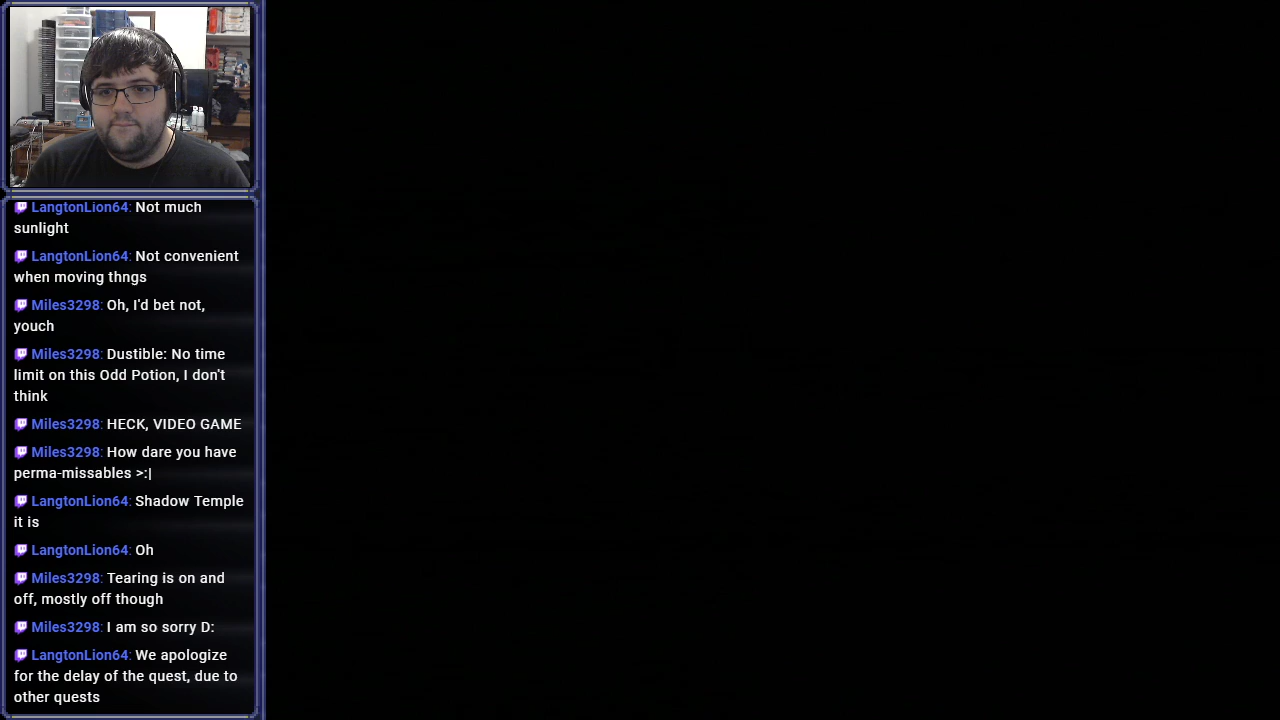 LangtonLion64: Not much
sunlight
LangtonLion64: Not convenient
when moving thngs
Miles3298: Oh, I'd bet not,
youch
Miles3298: Dustible: No time
limit on this Odd Potion, I don't
think
Miles3298: HECK, VIDEO GAME
Miles3298: How dare you have
perma-missables >:|
LangtonLion64: Shadow Temple
it is
LangtonLion64: Oh
Miles3298: Tearing is on and
off, mostly off though
Miles3298: I am so sorry D:
LangtonLion64: We apologize
for the delay of the quest, due to
other quests